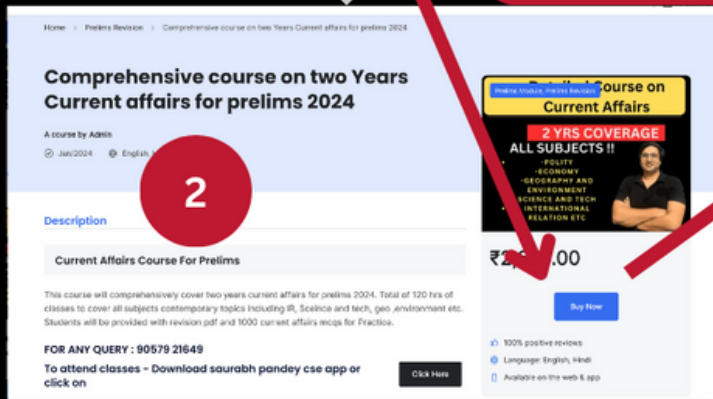 Home > Prelims Revision > Comprehensive course on two Years Current affairs for prelims 2024
Comprehensive course on two Years
Current affairs for prelims 2024
A course by Admin
Jan/2024 English,
2
Description
Current Affairs Course For Prelims
This course will comprehensively cover two years current affairs for prelims 2024. Total of 120 hrs of
classes to cover all subjects contemporary topics including IR, Sceince and tech, geo ,environment etc.
Students will be provided with revision pdf and 1000 current affairs mcqs for Practice.
FOR ANY QUERY : 90579 21649
To attend classes - Download saurabh pandey cse app or
click on
Click Here
Prelims Module, Prelims Revision
Course on
Current Affairs
2 YRS COVERAGE
ALL SUBJECTS !!
-POLITY
-ECONOMY
-GEOGRAPHY AND
ENVIRONMENT
SCIENCE AND TECH
INTERNATIONAL
RELATION ETC
.00
Buy Now
100% positive reviews
Language: English, Hindi
Available on the web & app